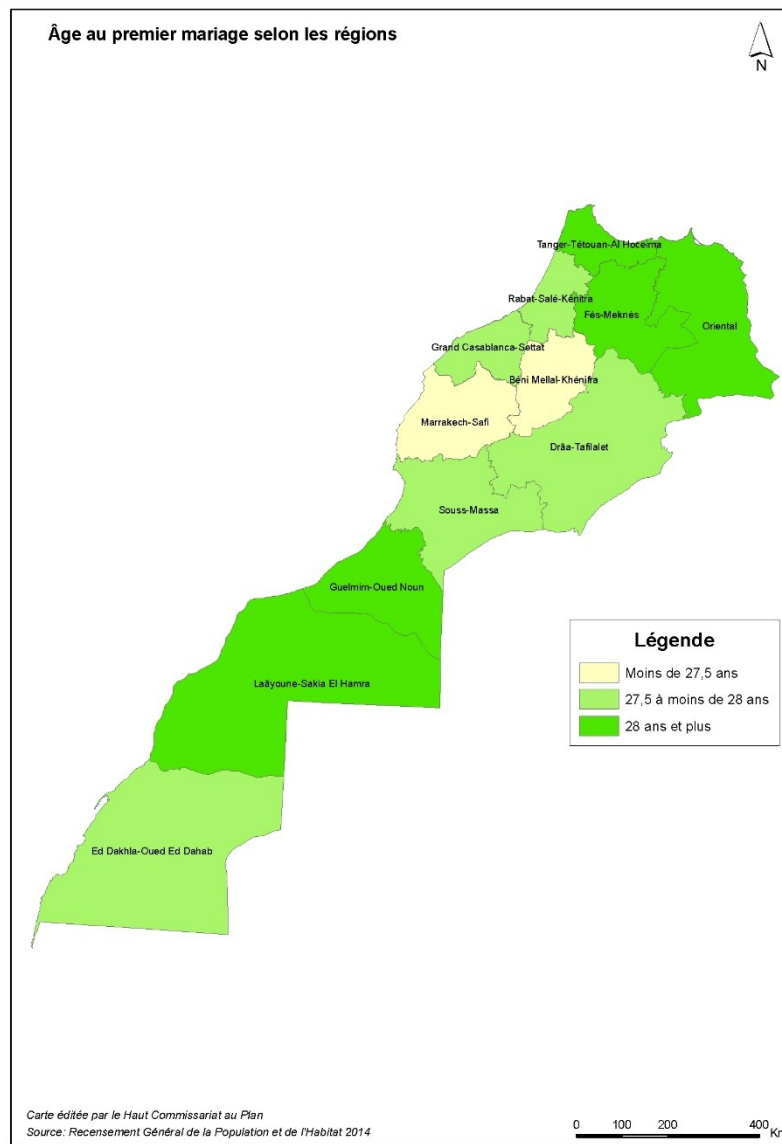 Âge au premier mariage selon les régions
N
Tanger-Tétouan-Al Hoceima
Rabat-Salé-Kénitra
Fès-Meknés
Oriental
Grand Casablanca-Settat
Béni Mellal-Khénifra
Marrakech-Safi
Drâa-Tafilalet
Souss-Massa
Guelmim-Oued Noun
Laâyoune-Sakia El Hamra
Ed Dakhla-Oued Ed Dahab
Légende
Moins de 27,5 ans
27,5 à moins de 28 ans
28 ans et plus
Carte éditée par le Haut Commissariat au Plan
Source: Recensement Général de la Population et de l'Habitat 2014
0 100 200 400
Km